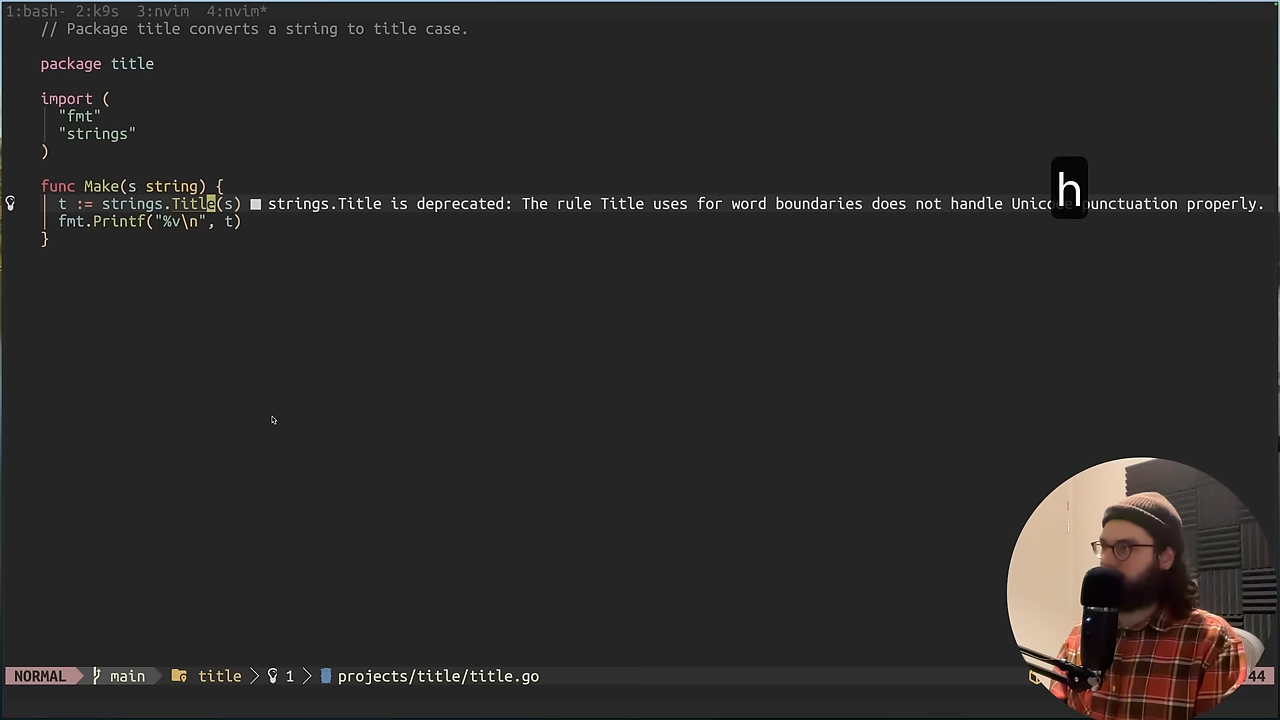 1:bash- 2:k9s 3:nvim 4:nvim*
// Package title converts a string to title case.
package title
import (
"fmt"
"strings"
)
func Make(s string) {
t := strings.Title(s) ■ strings.Title is deprecated: The rule Title uses for word boundaries does not handle Unicode punctuation properly.
fmt.Printf("%v\n", t)
}
h
NORMAL main title 1 projects/title/title.go 44